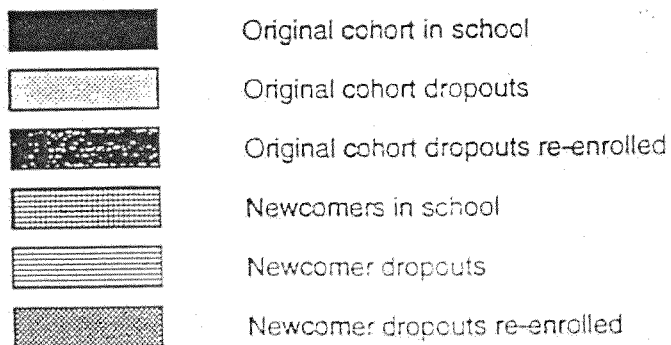 Original cohort in school
Original cohort dropouts
Original cohort dropouts re-enrolled
Newcomers in school
Newcomer dropouts
Newcomer dropouts re-enrolled